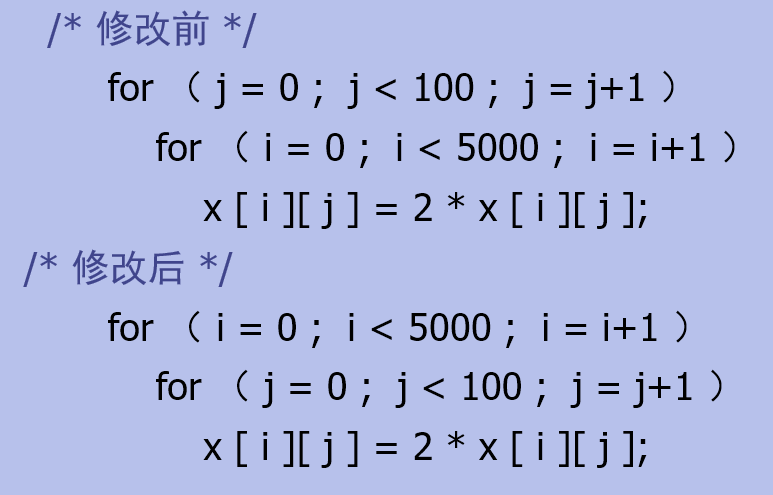 /* 修改前 */
for （ j = 0 ; j < 100 ; j = j+1 ）
for （ i = 0 ; i < 5000 ; i = i+1 ）
x [ i ][ j ] = 2 * x [ i ][ j ];
/* 修改后 */
for （ i = 0 ; i < 5000 ; i = i+1 ）
for （ j = 0 ; j < 100 ; j = j+1 ）
x [ i ][ j ] = 2 * x [ i ][ j ];